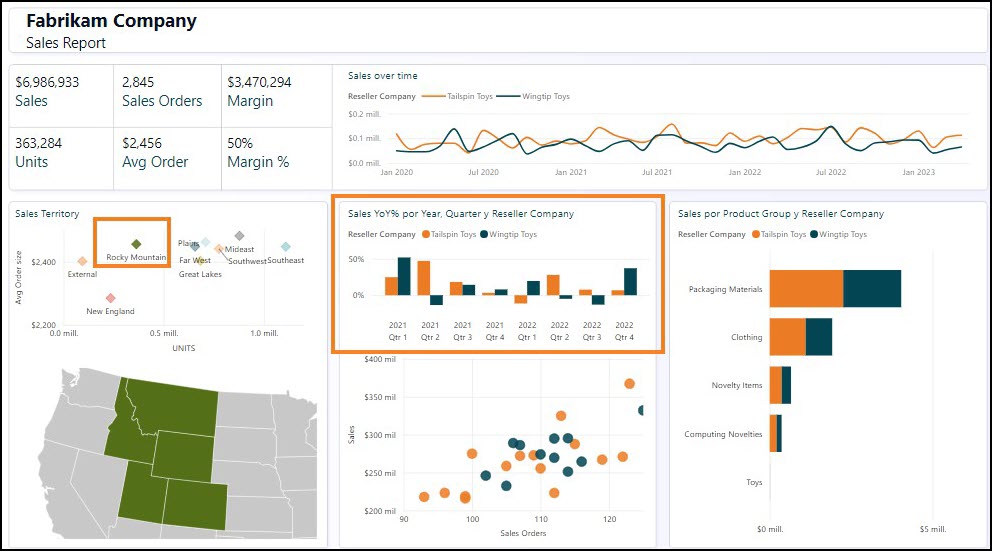 Fabrikam Company
Sales Report
$6,986,933
Sales
2,845
Sales Orders
$3,470,294
Margin
363,284
Units
$2,456
Avg Order
50%
Margin %
Sales over time
Reseller Company Tailspin Toys Wingtip Toys
$0.2 mill.
$0.1 mill.
$0.0 mill.
Jan 2020 Jul 2020 Jan 2021 Jul 2021 Jan 2022 Jul 2022 Jan 2023
Sales Territory
Avg Order size
$2,400
$2,200
Rocky Mountain
Plains
Mideast
Far West
Southwest
Southeast
External
Great Lakes
New England
0.0 mill. 0.5 mill. 1.0 mill.
UNITS
Sales YoY% por Year, Quarter y Reseller Company
Reseller Company Tailspin Toys Wingtip Toys
50%
0%
2021 2021 2021 2021 2022 2022 2022 2022
Qtr 1 Qtr 2 Qtr 3 Qtr 4 Qtr 1 Qtr 2 Qtr 3 Qtr 4
$400 mil
$350 mil
$300 mil
$250 mil
$200 mil
Sales
90 100 110 120
Sales Orders
Sales por Product Group y Reseller Company
Reseller Company Tailspin Toys Wingtip Toys
Packaging Materials
Clothing
Novelty Items
Computing Novelties
Toys
$0 mill. $5 mill.